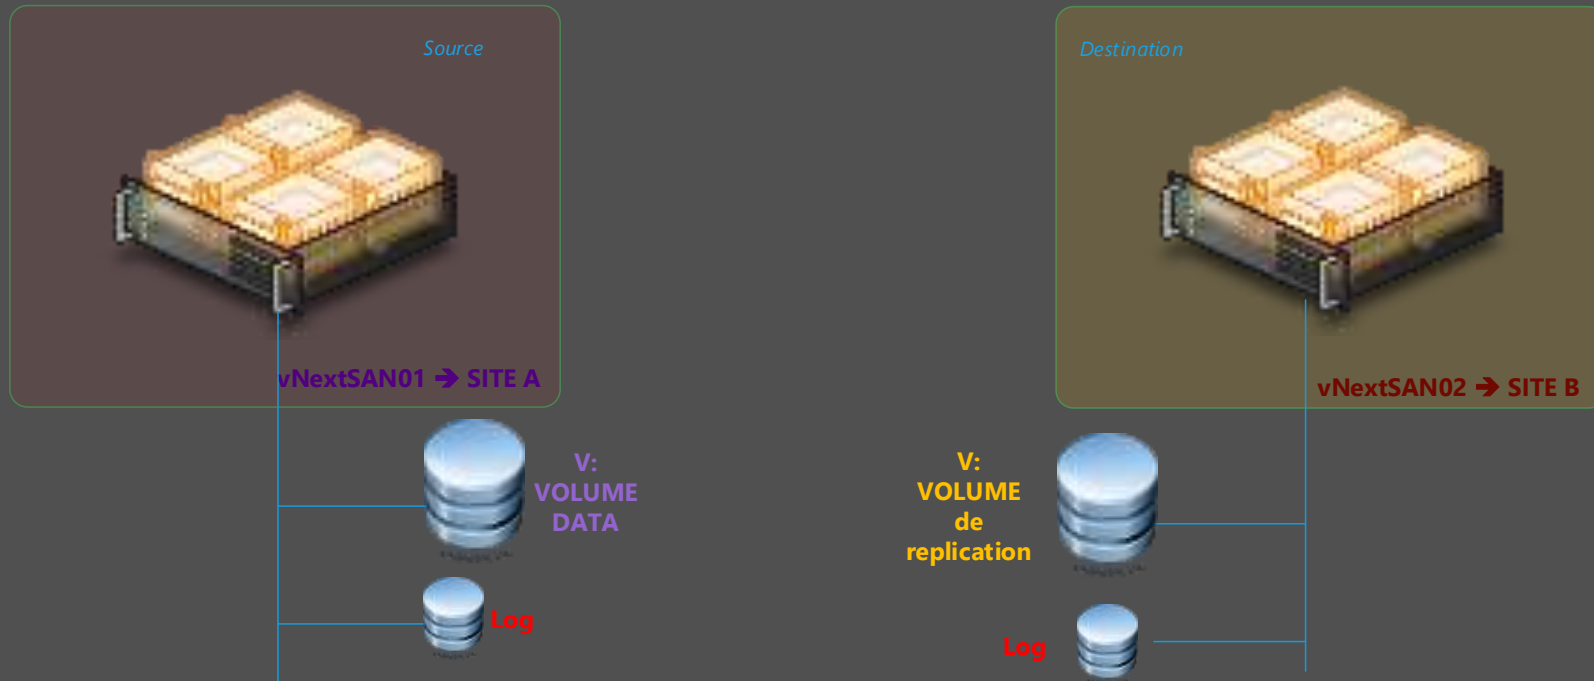 Source
vNextSAN01 ➔ SITE A
V:
VOLUME
DATA
Log
Destination
vNextSAN02 ➔ SITE B
V:
VOLUME
de
replication
Log